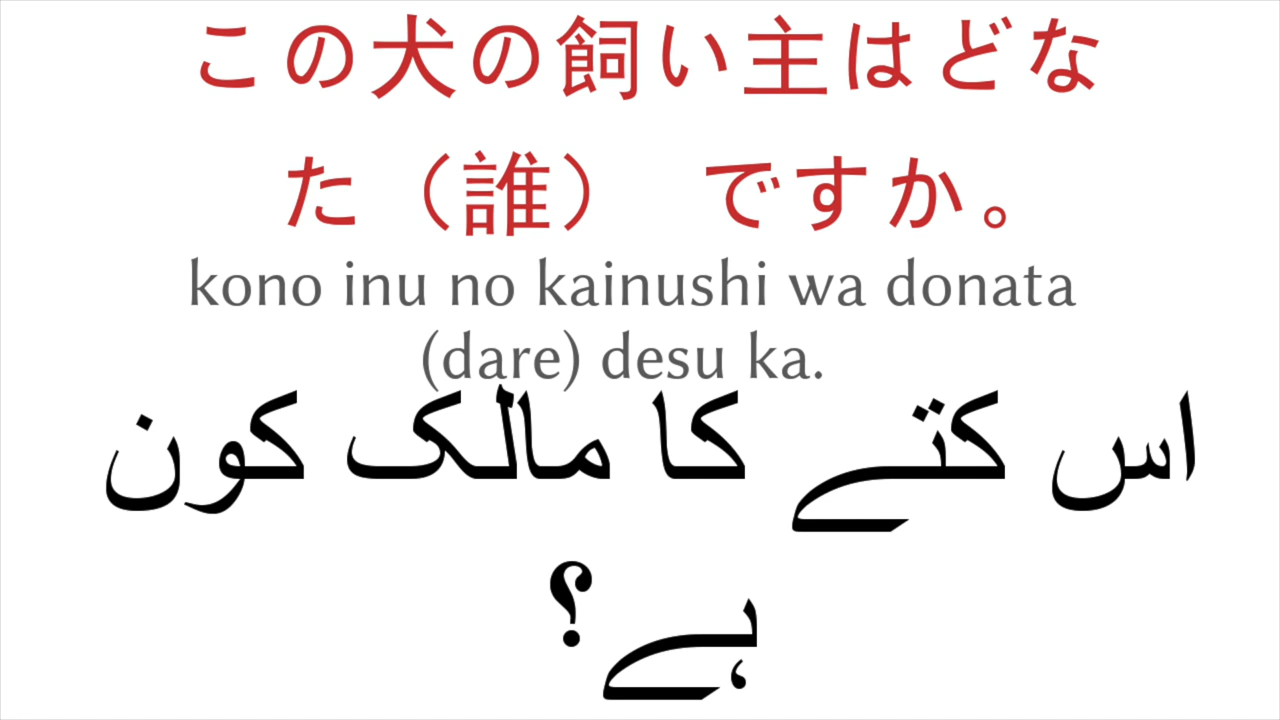 この犬の飼い主はどな
た（誰） ですか。
kono inu no kainushi wa donata
(dare) desu ka.
اس کتے کا مالک کون
ہے؟